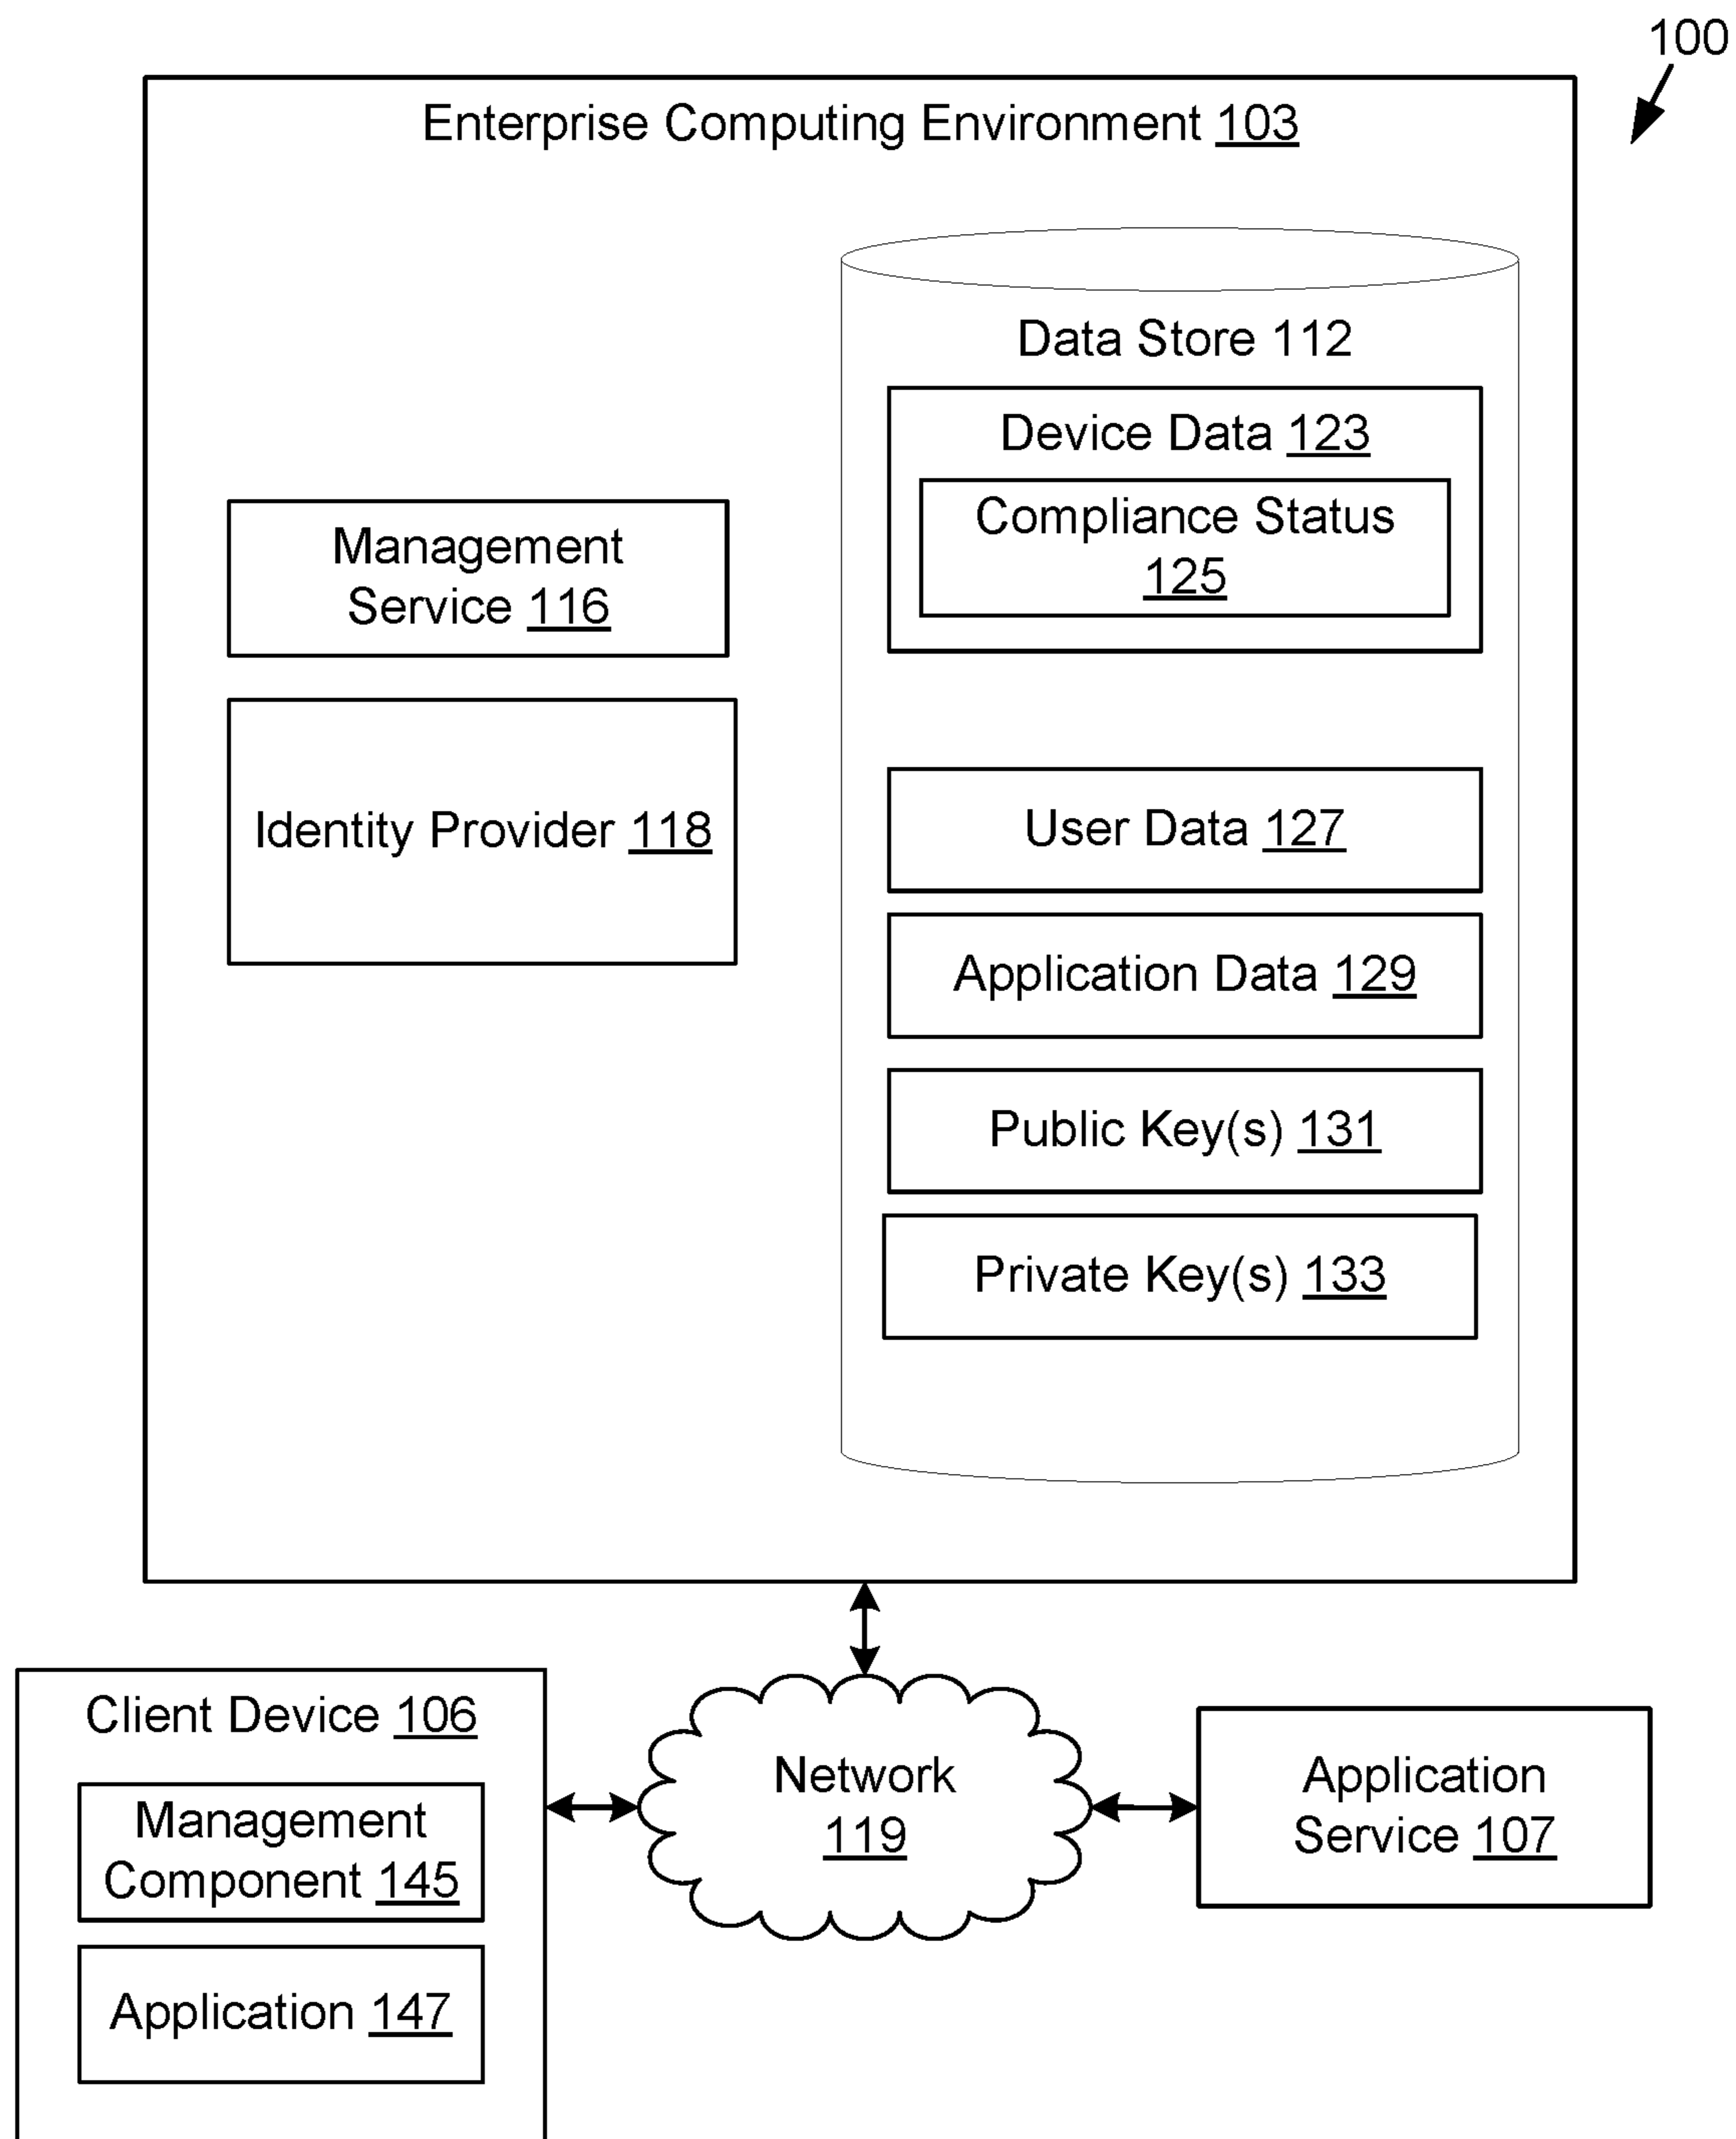 100
Enterprise Computing Environment 103
Data Store 112
Device Data 123
Compliance Status
125
Management
Service 116
Identity Provider 118
User Data 127
Application Data 129
Public Key(s) 131
Private Key(s) 133
Client Device 106
Management
Component 145
Application 147
Network
119
Application
Service 107